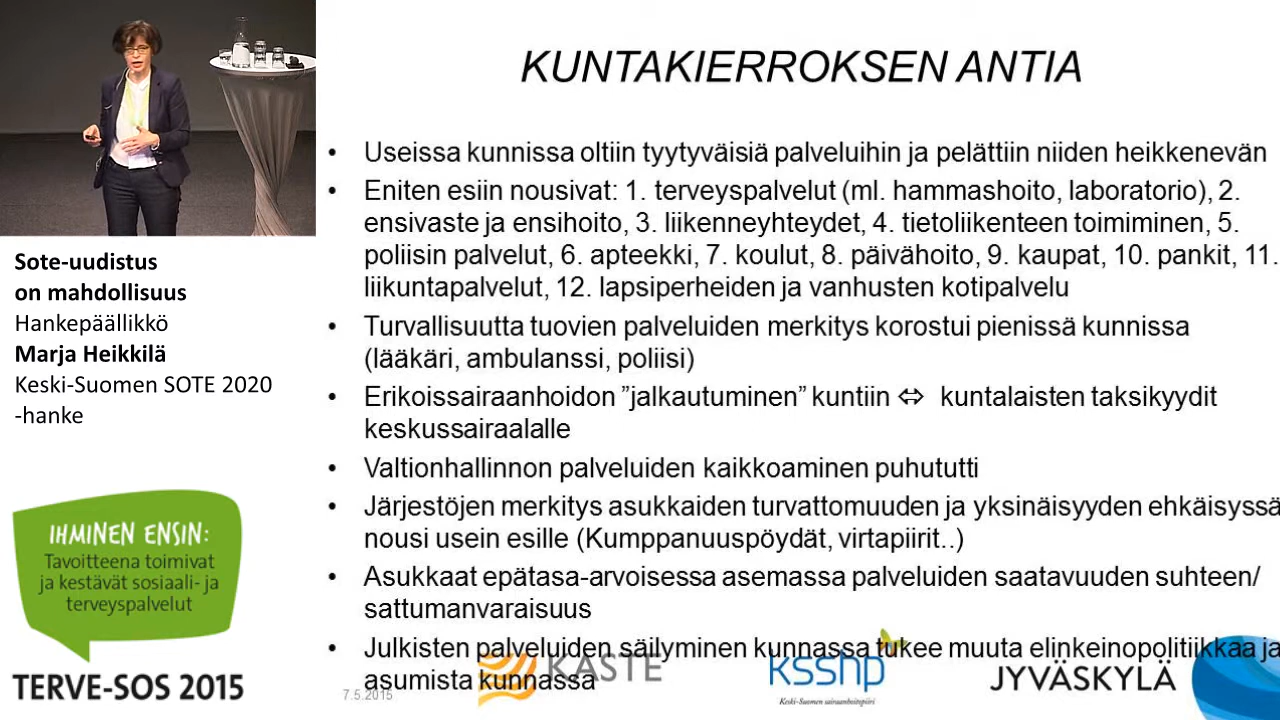 KUNTAKIERROKSEN ANTIA
• Useissa kunnissa oltiin tyytyväisiä palveluihin ja pelättiin niiden heikkenevän
• Eniten esiin nousivat: 1. terveyspalvelut (ml. hammashoito, laboratorio), 2.
ensivaste ja ensihoito, 3. liikenneyhteydet, 4. tietoliikenteen toimiminen, 5.
poliisin palvelut, 6. apteekki, 7. koulut, 8. päivähoito, 9. kaupat, 10. pankit, 11.
liikuntapalvelut, 12. lapsiperheiden ja vanhusten kotipalvelu
• Turvallisuutta tuovien palveluiden merkitys korostui pienissä kunnissa
(lääkäri, ambulanssi, poliisi)
• Erikoissairaanhoidon ”jalkautuminen” kuntiin ⇔ kuntalaisten taksikyydit
keskussairaalalle
• Valtionhallinnon palveluiden kaikkoaminen puhututti
• Järjestöjen merkitys asukkaiden turvattomuuden ja yksinäisyyden ehkäisyssä
nousi usein esille (Kumppanuuspöydät, virtapiirit..)
• Asukkaat epätasa-arvoisessa asemassa palveluiden saatavuuden suhteen/
sattumanvaraisuus
• Julkisten palveluiden säilyminen kunnassa tukee muuta elinkeinopolitiikkaa ja
asumista kunnassa
Sote-uudistus
on mahdollisuus
Hankepäällikkö
Marja Heikkilä
Keski-Suomen SOTE 2020
-hanke
IHMINEN ENSIN:
Tavoitteena toimivat
ja kestävät sosiaali- ja
terveyspalvelut
TERVE-SOS 2015
7.5.2015
KASTE
ksshp
Keski-Suomen sairaanhoitopiiri
JYVÄSKYLÄ